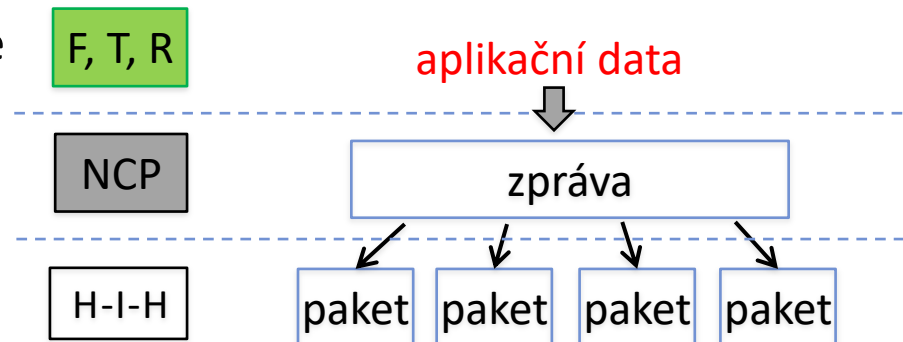 e
F, T, R
aplikační data
NCP
zpráva
H-I-H
paket paket paket paket